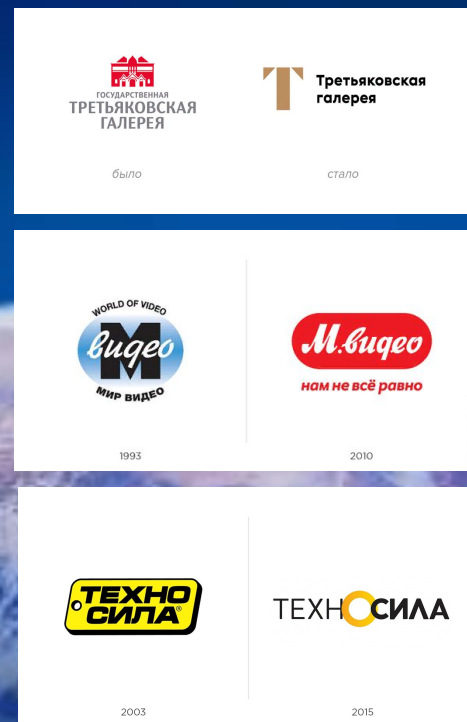 ГОСУДАРСТВЕННАЯ
ТРЕТЬЯКОВСКАЯ
ГАЛЕРЕЯ
Т
Третьяковская
галерея
было
стало
WORLD OF VIDEO
М
видео
МИР ВИДЕО
М.видео
нам не всё равно
1993
2010
ТЕХНО
СИЛА®
ТЕХНОСИЛА
2003
2015